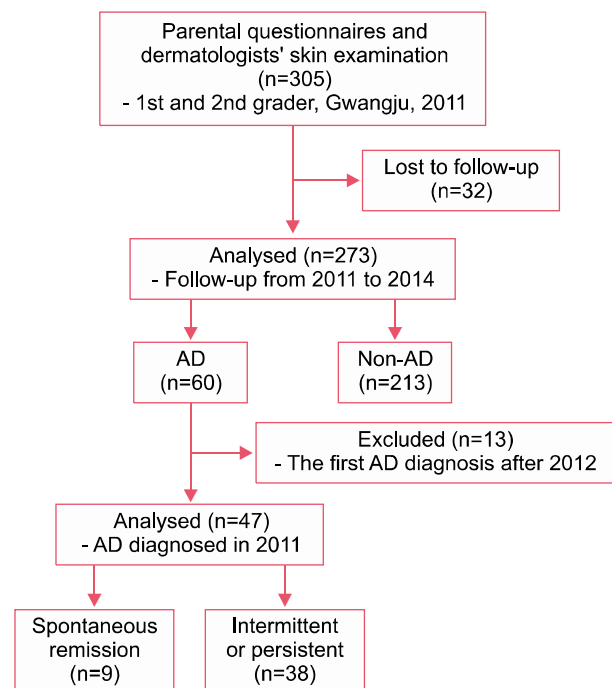 Parental questionnaires and
dermatologists' skin examination
(n=305)
- 1st and 2nd grader, Gwangju, 2011
Lost to follow-up
(n=32)
Analysed (n=273)
- Follow-up from 2011 to 2014
AD
(n=60)
Non-AD
(n=213)
Excluded (n=13)
- The first AD diagnosis after 2012
Analysed (n=47)
- AD diagnosed in 2011
Spontaneous
remission
(n=9)
Intermittent
or persistent
(n=38)